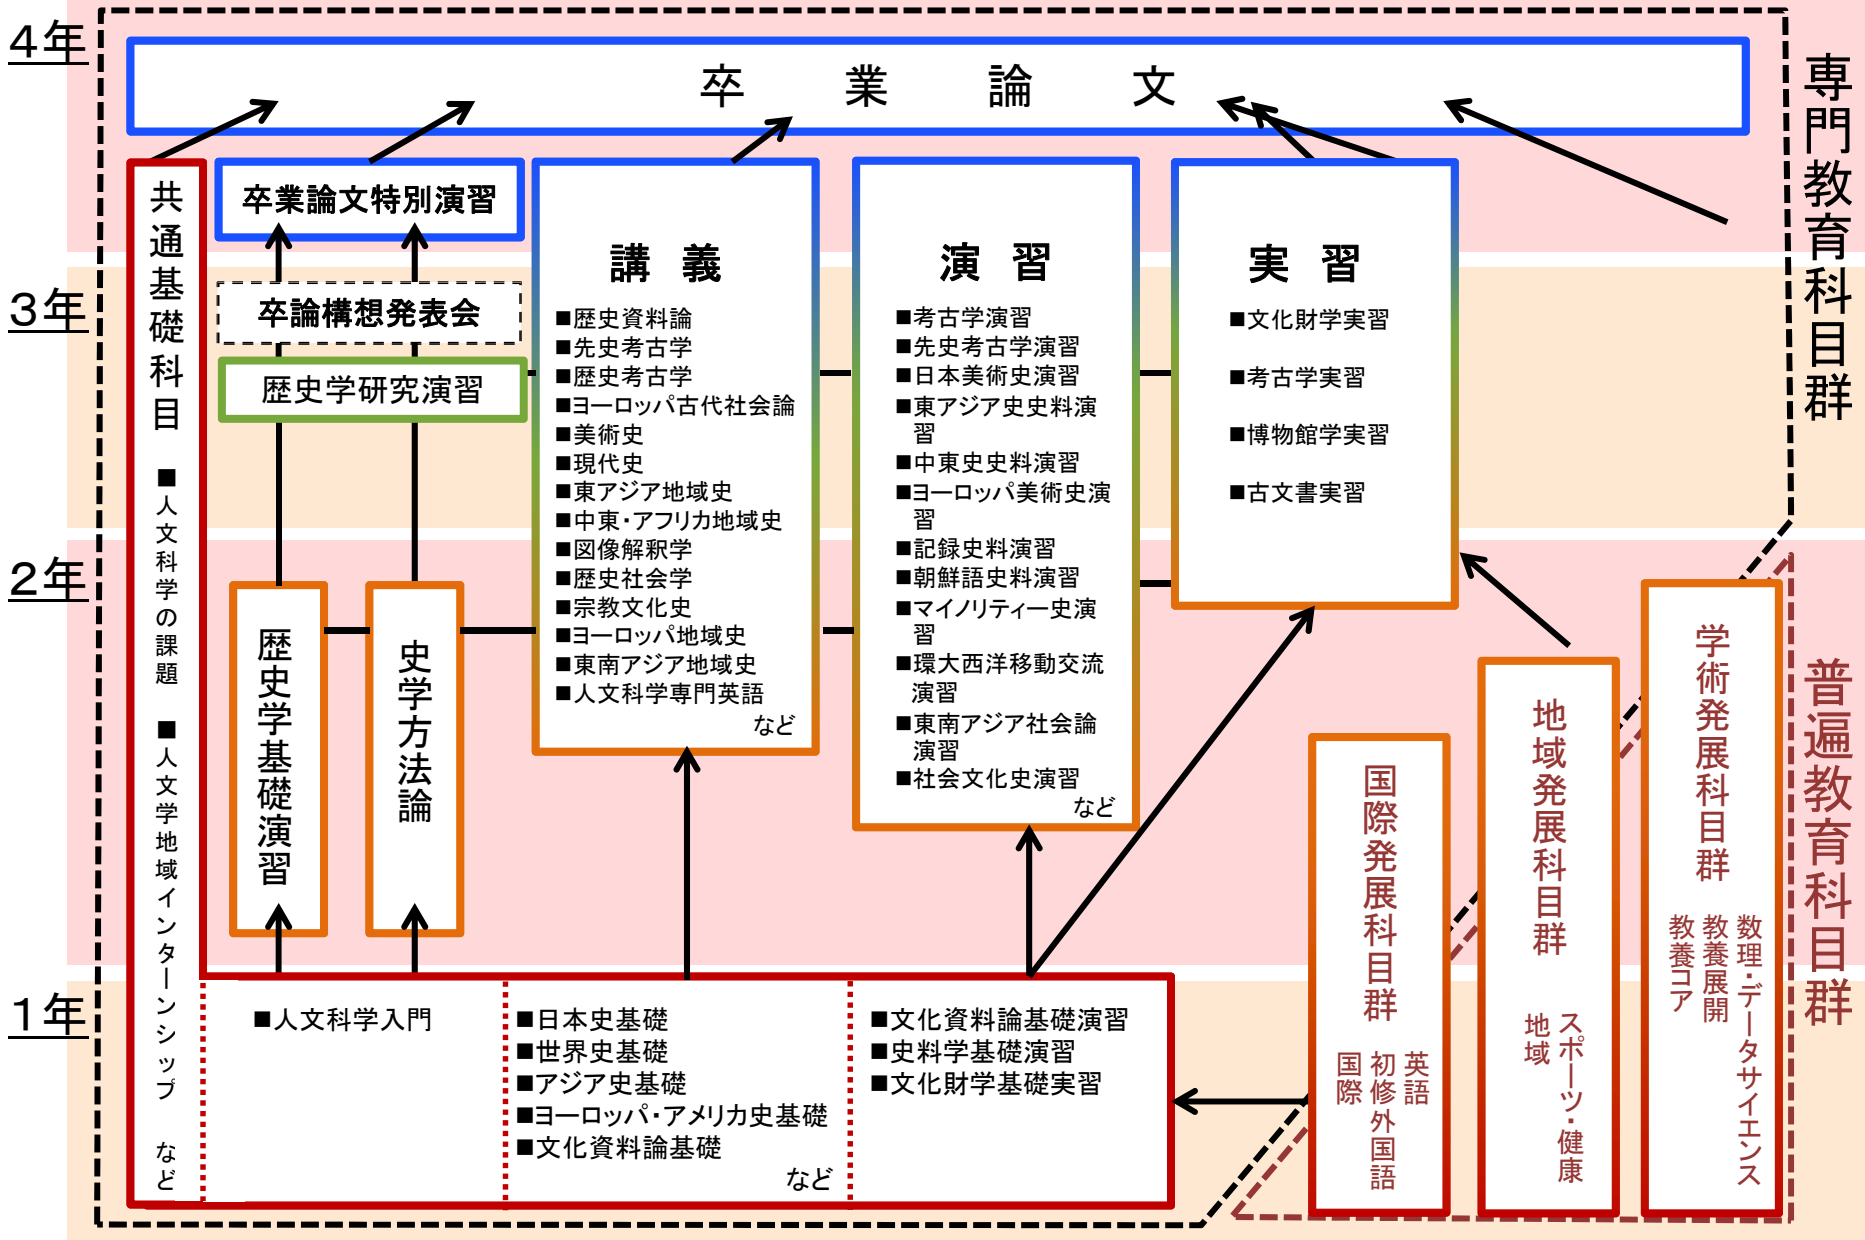 4年
卒業論文
専門教育科目群
共通基礎科目 ■人文科学の課題 ■人文学地域インターンシップ など
卒業論文特別演習
3年
卒論構想発表会
歴史学研究演習
講義
■歴史資料論
■先史考古学
■歴史考古学
■ヨーロッパ古代社会論
■美術史
■現代史
■東アジア地域史
■中東・アフリカ地域史
■図像解釈学
■歴史社会学
■宗教文化史
■ヨーロッパ地域史
■東南アジア地域史
■人文科学専門英語
など
演習
■考古学演習
■先史考古学演習
■日本美術史演習
■東アジア史史料演
習
■中東史史料演習
■ヨーロッパ美術史演
習
■記録史料演習
■朝鮮語史料演習
■マイノリティー史演
習
■環大西洋移動交流
演習
■東南アジア社会論
演習
■社会文化史演習
など
実習
■文化財学実習
■考古学実習
■博物館学実習
■古文書実習
2年
歴史学基礎演習
史学方法論
普遍教育科目群
学術発展科目群
数理・データサイエンス
教養展開
教養コア
地域発展科目群
スポーツ・健康
地域
国際発展科目群
英語
初修外国語
国際
1年
■人文科学入門
■日本史基礎
■世界史基礎
■アジア史基礎
■ヨーロッパ・アメリカ史基礎
■文化資料論基礎
など
■文化資料論基礎演習
■史料学基礎演習
■文化財学基礎実習